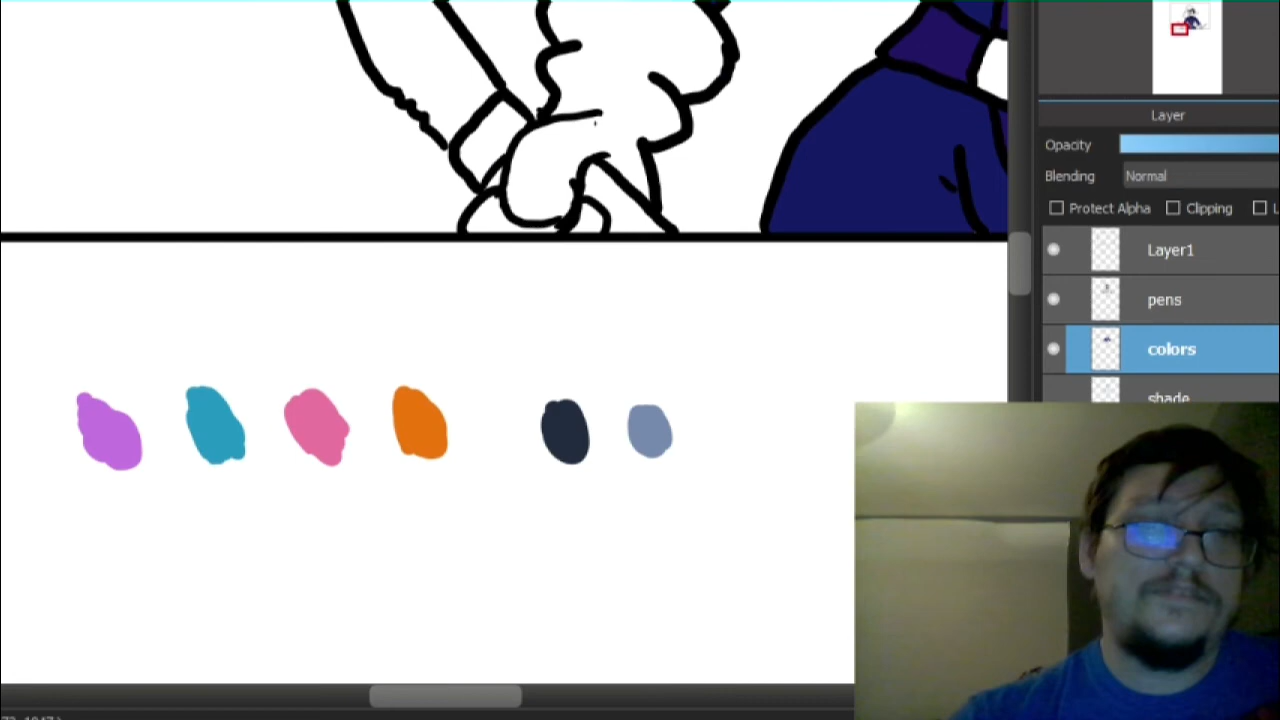 Layer
Opacity
Blending
Normal
Protect Alpha
Clipping
Layer1
pens
colors
shade